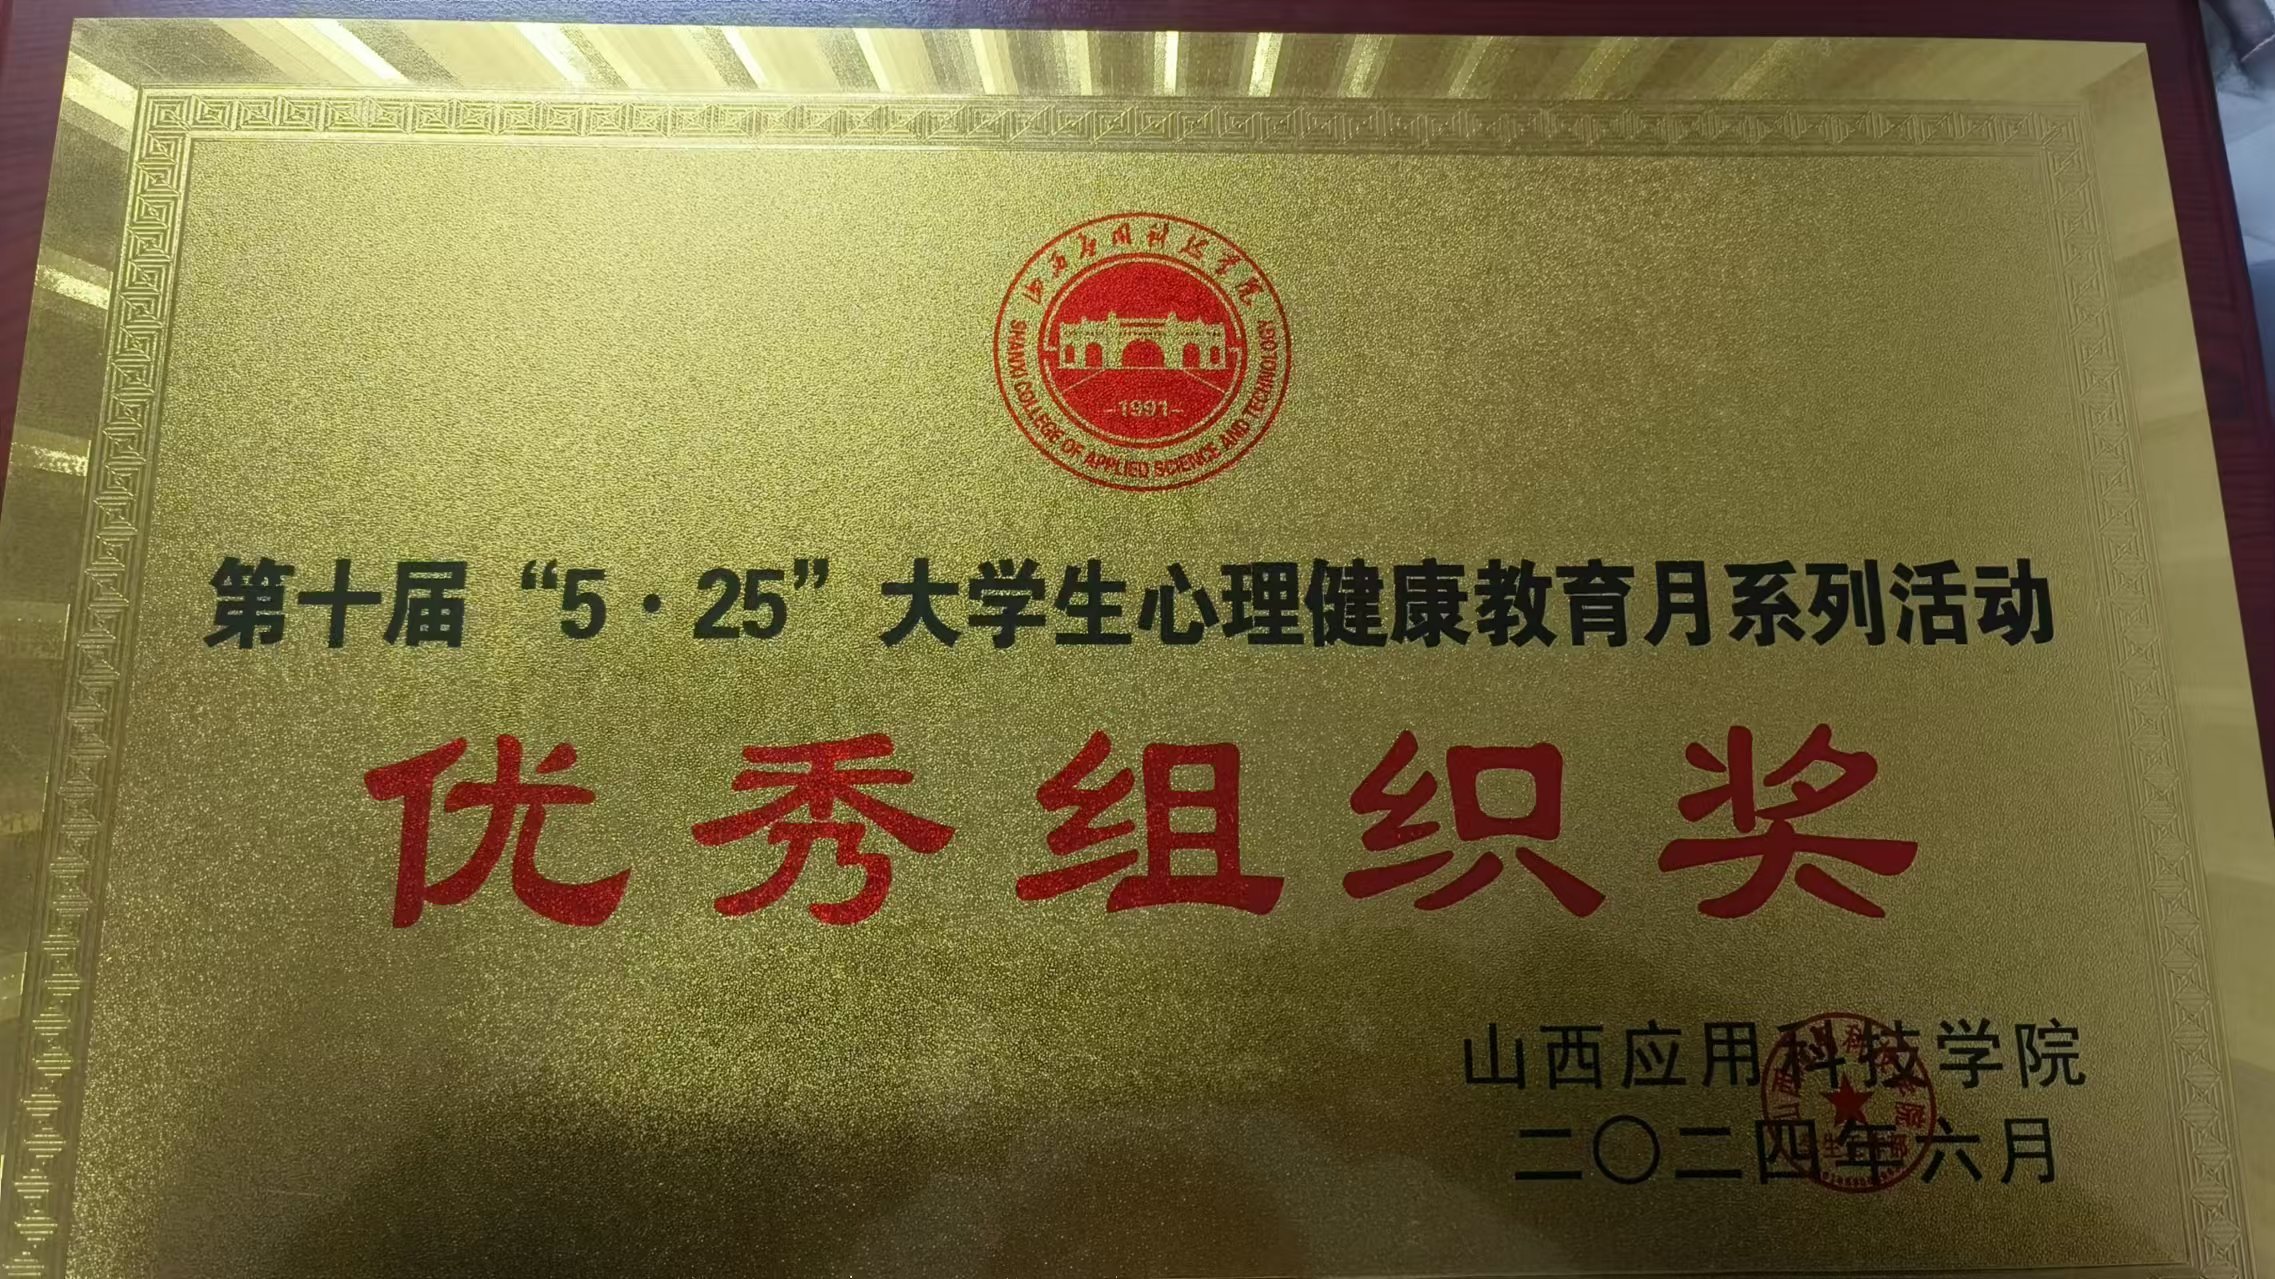 山西应用科技学院
SHANXI COLLEGE OF APPLIED SCIENCE AND TECHNOLOGY
-1991-
第十届“5·25”大学生心理健康教育月系列活动
优秀组织奖
山西应用科技学院
二〇二四年六月